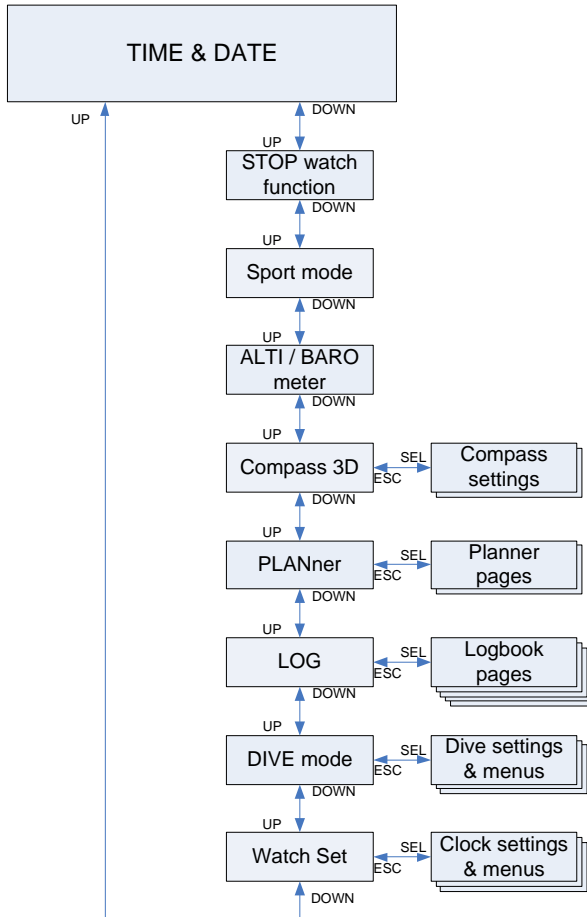 TIME & DATE
UP
DOWN
UP
STOP watch
function
DOWN
UP
Sport mode
DOWN
UP
ALTI / BARO
meter
DOWN
UP
Compass 3D
SEL
ESC
Compass
settings
DOWN
UP
PLANner
SEL
ESC
Planner
pages
DOWN
UP
LOG
SEL
ESC
Logbook
pages
DOWN
UP
DIVE mode
SEL
ESC
Dive settings
& menus
DOWN
UP
Watch Set
SEL
ESC
Clock settings
& menus
DOWN